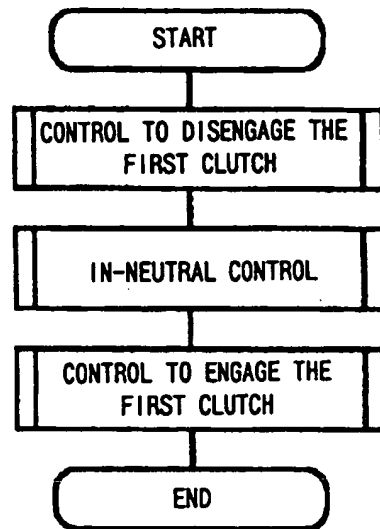 START
CONTROL TO DISENGAGE THE
FIRST CLUTCH
IN-NEUTRAL CONTROL
CONTROL TO ENGAGE THE
FIRST CLUTCH
END